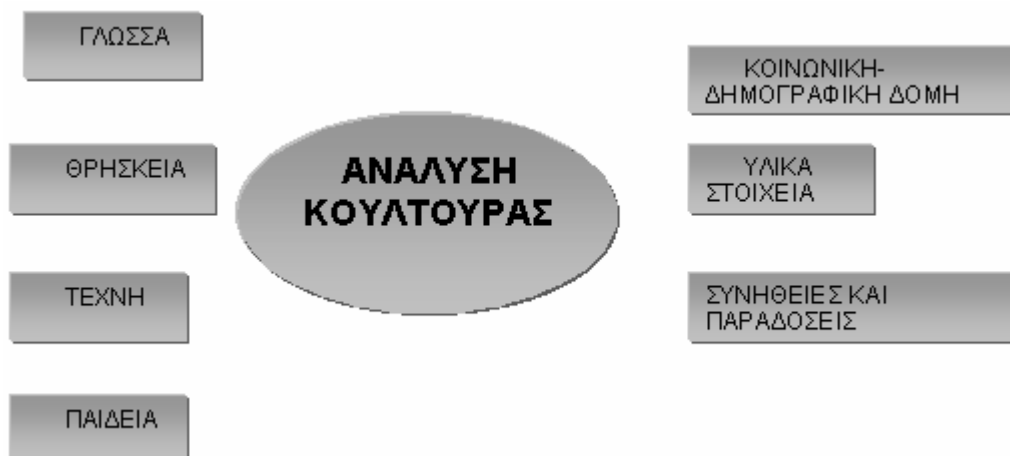 ΓΛΩΣΣΑ
ΘΡΗΣΚΕΙΑ
ΤΕΧΝΗ
ΠΑΙΔΕΙΑ
ΑΝΑΛΥΣΗ
ΚΟΥΛΤΟΥΡΑΣ
ΚΟΙΝΩΝΙΚΗ-
ΔΗΜΟΓΡΑΦΙΚΗ ΔΟΜΗ
ΥΛΙΚΑ
ΣΤΟΙΧΕΙΑ
ΣΥΝΗΘΕΙΕΣ ΚΑΙ
ΠΑΡΑΔΟΣΕΙΣ